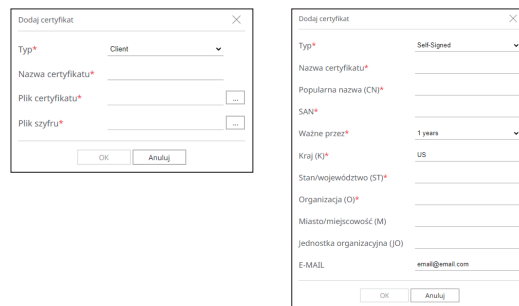 Dodaj certyfikat
Typ* Client
Nazwa certyfikatu*
Plik certyfikatu* ...
Plik szyfru* ...
OK Anuluj
Dodaj certyfikat
Typ* Self-Signed
Nazwa certyfikatu*
Popularna nazwa (CN)*
SAN*
Ważne przez* 1 years
Kraj (K)* US
Stan/województwo (ST)*
Organizacja (O)*
Miasto/miejscowość (M)
Jednostka organizacyjna (JO)
E-MAIL email@email.com
OK Anuluj